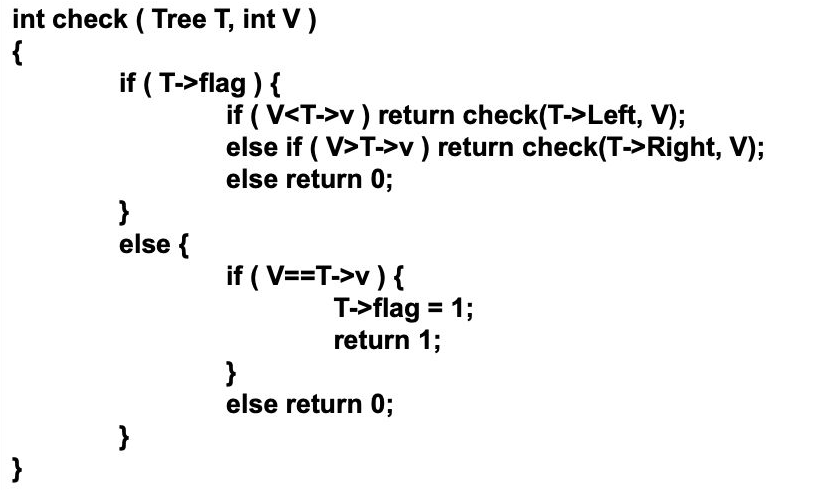 int check ( Tree T, int V )
{
if ( T->flag ) {
if ( V<T->v ) return check(T->Left, V);
else if ( V>T->v ) return check(T->Right, V);
else return 0;
}
else {
if ( V==T->v ) {
T->flag = 1;
return 1;
}
else return 0;
}
}